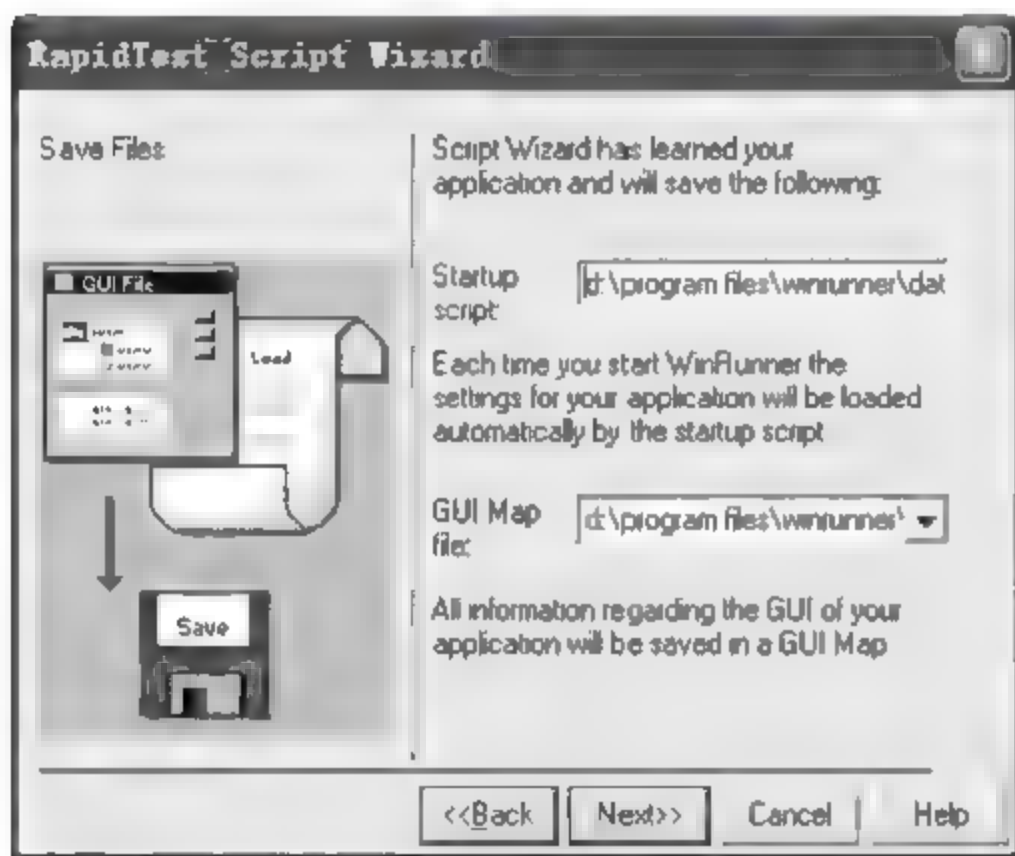 RapidTest Script Wizard
Save Files
Script Wizard has learned your
application and will save the following:
Startup
script:
d:\program files\winrunner\dat
Each time you start WinRunner the
settings for your application will be loaded
automatically by the startup script
GUI Map
file:
d:\program files\winrunner\
All information regarding the GUI of your
application will be saved in a GUI Map
GUI File
Load
Save
<<Back
Next>>
Cancel
Help